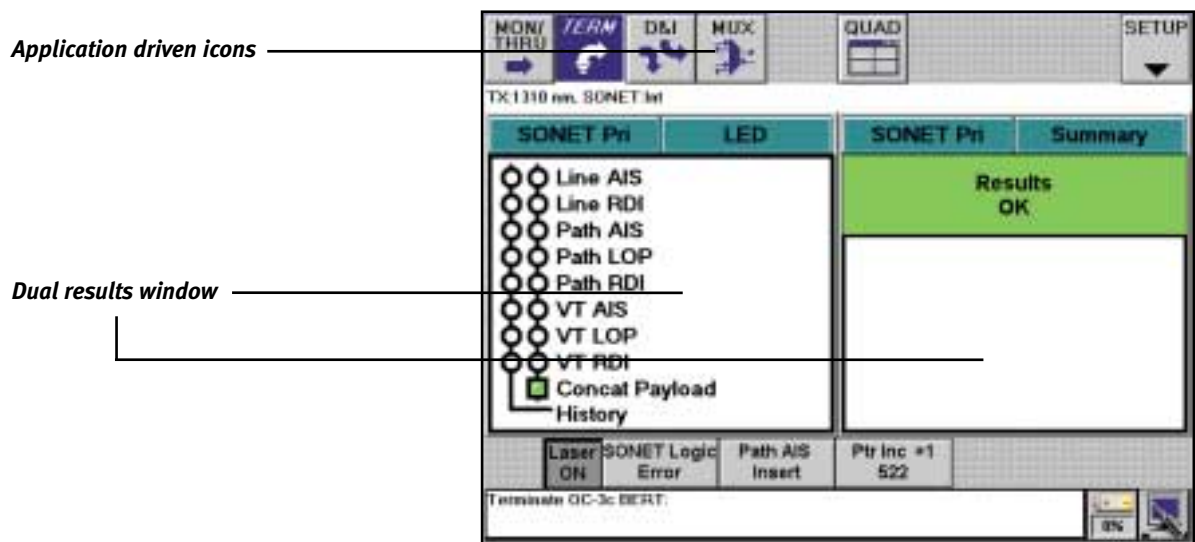 Application driven icons
MON/
THRU
TERM
D&I
MUX
QUAD
SETUP
TX:1310 nm, SONET:Int
SONET Pri
LED
SONET Pri
Summary
Line AIS
Line RDI
Path AIS
Path LOP
Path RDI
VT AIS
VT LOP
VT RDI
Concat Payload
History
Results
OK
Dual results window
Laser
ON
SONET Logic
Error
Path AIS
Insert
Ptr Inc
522
Terminate OC-3c BERT:
0%